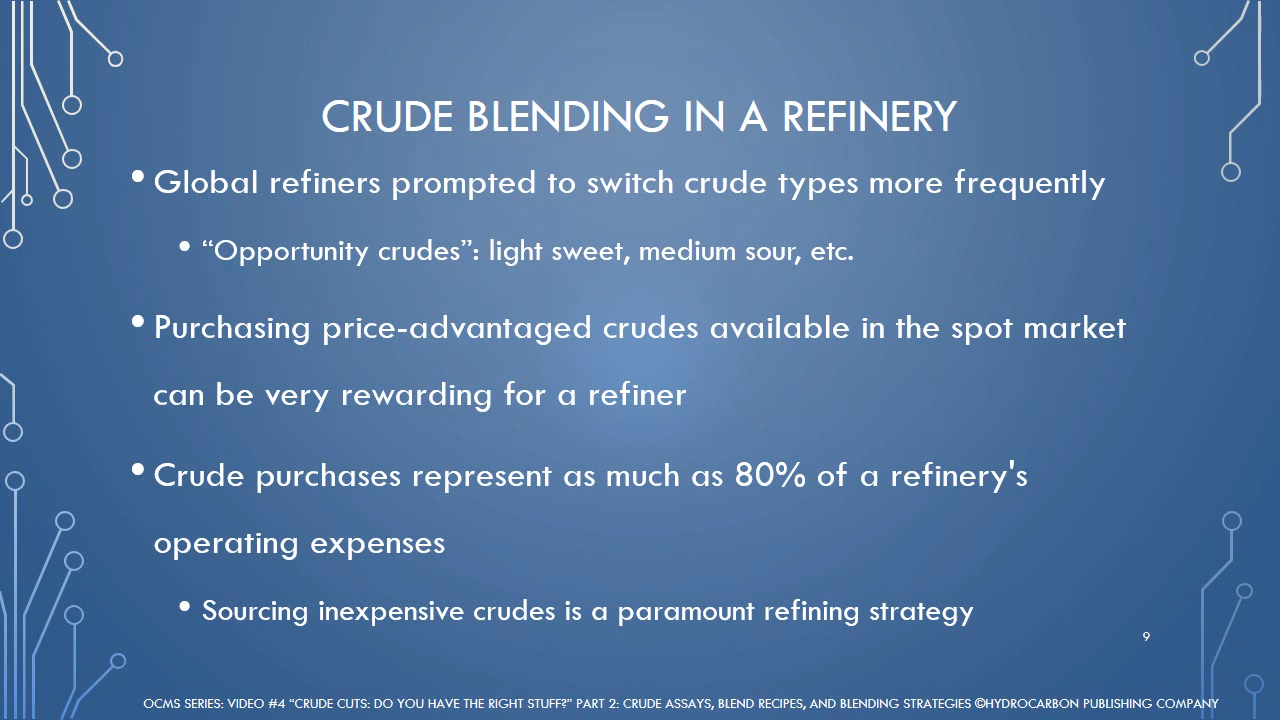 CRUDE BLENDING IN A REFINERY
• Global refiners prompted to switch crude types more frequently
• “Opportunity crudes”: light sweet, medium sour, etc.
• Purchasing price-advantaged crudes available in the spot market
can be very rewarding for a refiner
• Crude purchases represent as much as 80% of a refinery's
operating expenses
• Sourcing inexpensive crudes is a paramount refining strategy
9
OCMS SERIES: VIDEO #4 “CRUDE CUTS: DO YOU HAVE THE RIGHT STUFF?” PART 2: CRUDE ASSAYS, BLEND RECIPES, AND BLENDING STRATEGIES ©HYDROCARBON PUBLISHING COMPANY